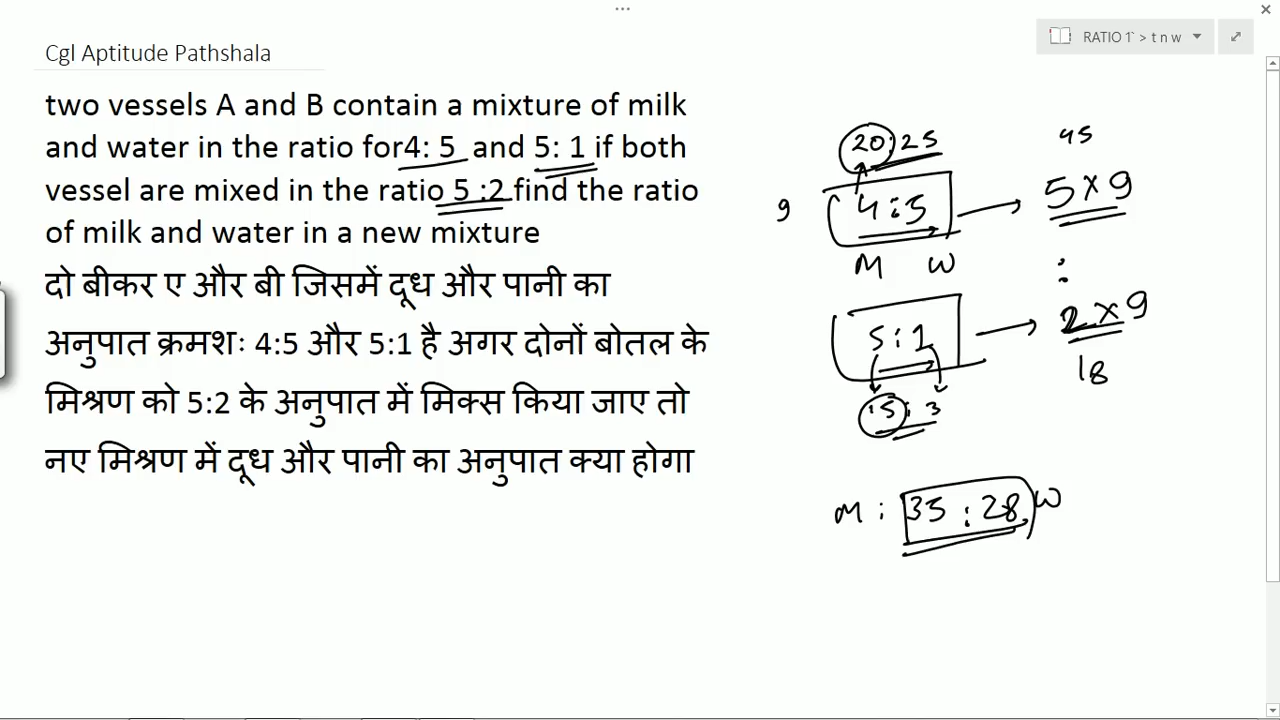 ...
RATIO 1` > t n w
Cgl Aptitude Pathshala
two vessels A and B contain a mixture of milk
and water in the ratio for4: 5 and 5: 1 if both
vessel are mixed in the ratio 5 :2 find the ratio
of milk and water in a new mixture
दो बीकर ए और बी जिसमें दूध और पानी का
अनुपात क्रमशः 4:5 और 5:1 है अगर दोनों बोतल के
मिश्रण को 5:2 के अनुपात में मिक्स किया जाए तो
नए मिश्रण में दूध और पानी का अनुपात क्या होगा
20:25
45
9
4:5
5×9
M W
:
5:1
2×9
18
15:3
M : 35:28 W